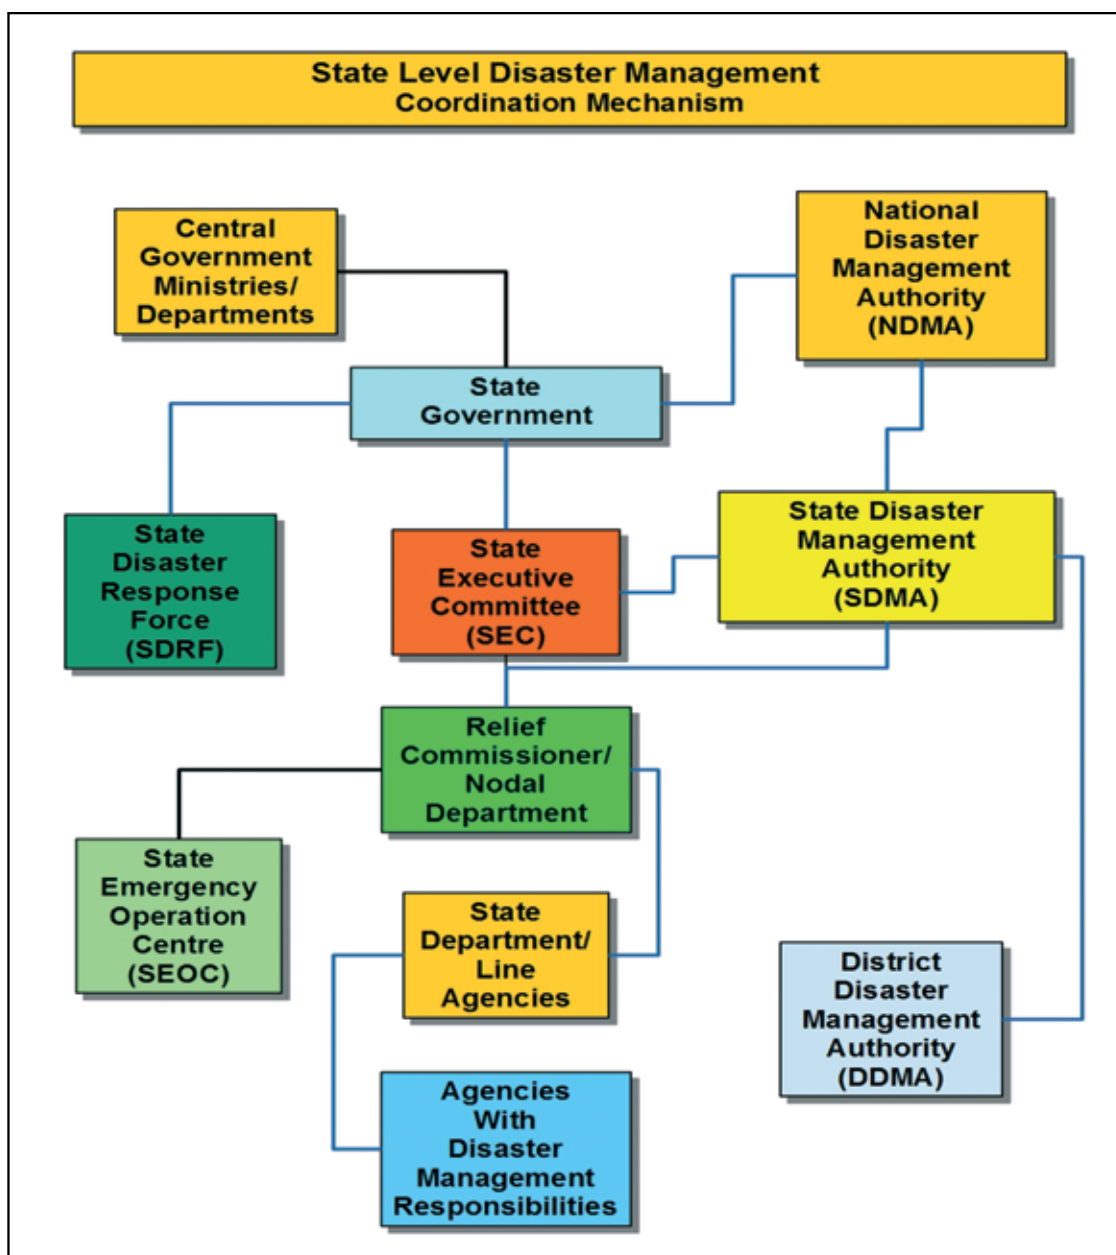 State Level Disaster Management
Coordination Mechanism
Central
Government
Ministries/
Departments
National
Disaster
Management
Authority
(NDMA)
State
Government
State
Disaster
Response
Force
(SDRF)
State
Executive
Committee
(SEC)
State Disaster
Management
Authority
(SDMA)
Relief
Commissioner/
Nodal
Department
State
Emergency
Operation
Centre
(SEOC)
State
Department/
Line
Agencies
District
Disaster
Management
Authority
(DDMA)
Agencies
With
Disaster
Management
Responsibilities